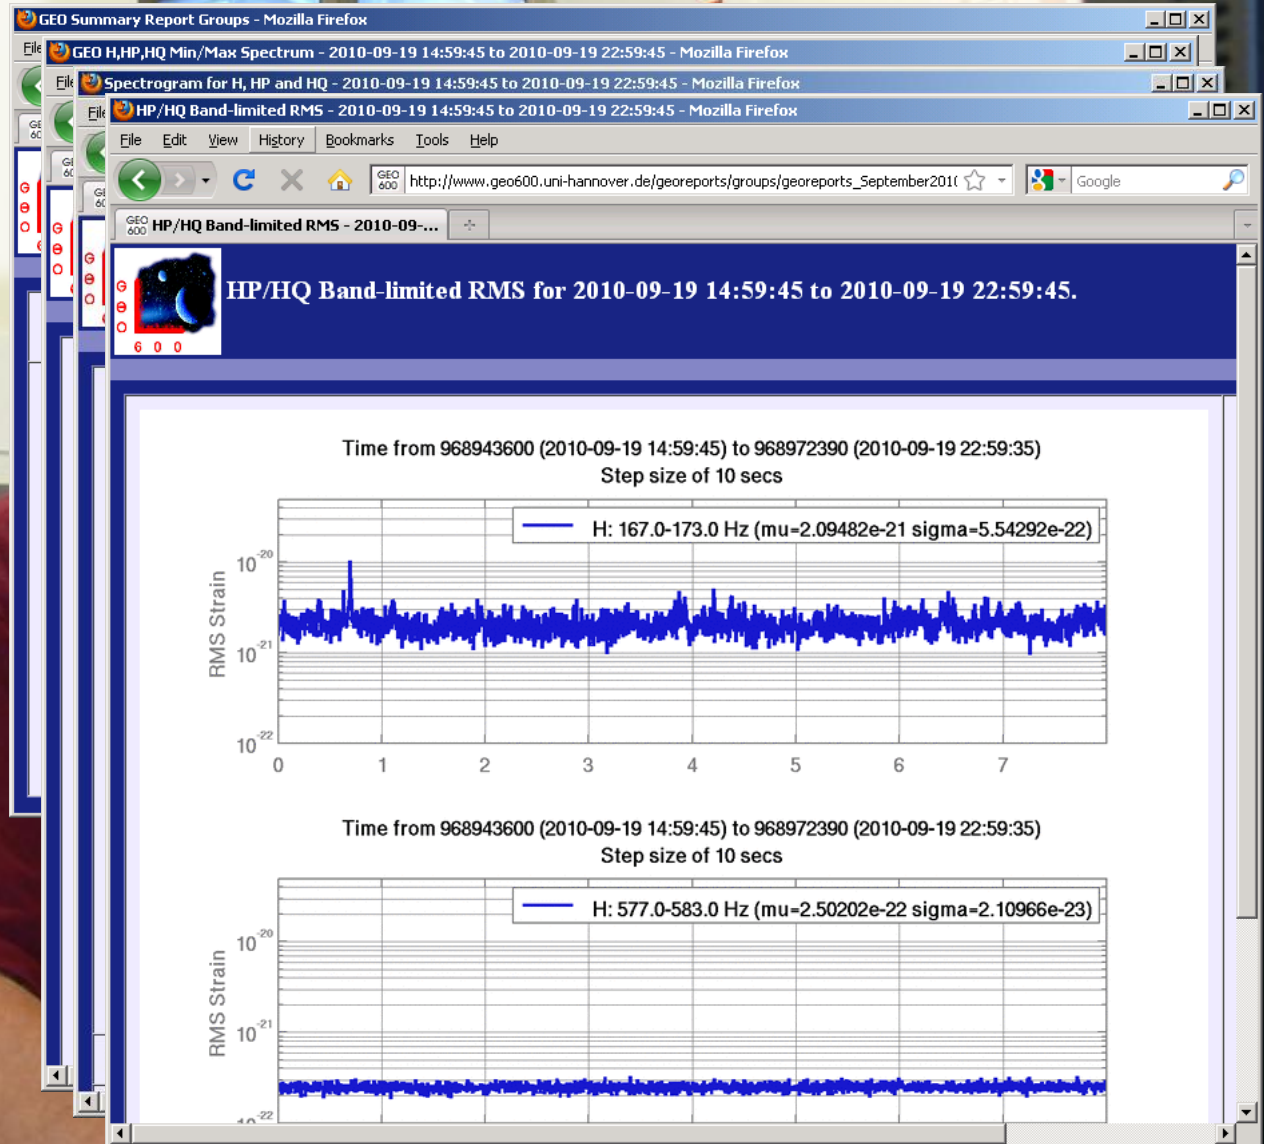 GEO Summary Report Groups - Mozilla Firefox
File
GEO H,HP,HQ Min/Max Spectrum - 2010-09-19 14:59:45 to 2010-09-19 22:59:45 - Mozilla Firefox
Spectrogram for H, HP and HQ - 2010-09-19 14:59:45 to 2010-09-19 22:59:45 - Mozilla Firefox
HP/HQ Band-limited RMS - 2010-09-19 14:59:45 to 2010-09-19 22:59:45 - Mozilla Firefox
File Edit View History Bookmarks Tools Help
GEO 600 http://www.geo600.uni-hannover.de/georeports/groups/georeports_September201( Google
GEO 600 HP/HQ Band-limited RMS - 2010-09-...
GEO
600
HP/HQ Band-limited RMS for 2010-09-19 14:59:45 to 2010-09-19 22:59:45.
Time from 968943600 (2010-09-19 14:59:45) to 968972390 (2010-09-19 22:59:35)
Step size of 10 secs
H: 167.0-173.0 Hz (mu=2.09482e-21 sigma=5.54292e-22)
RMS Strain
10^-20
10^-21
10^-22
0 1 2 3 4 5 6 7
Time from 968943600 (2010-09-19 14:59:45) to 968972390 (2010-09-19 22:59:35)
Step size of 10 secs
H: 577.0-583.0 Hz (mu=2.50202e-22 sigma=2.10966e-23)
RMS Strain
10^-20
10^-21
10^-22